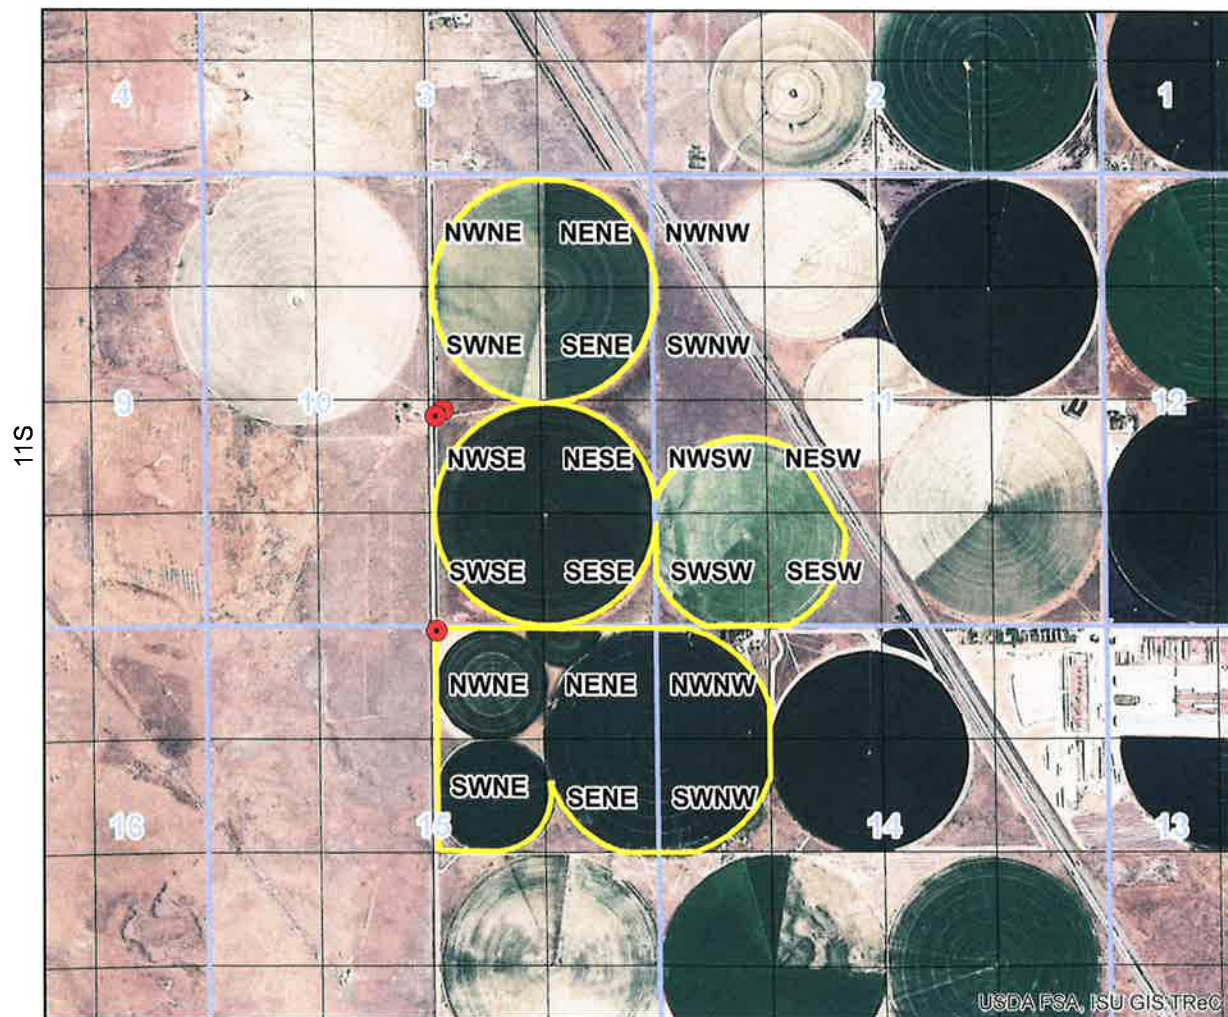 4 3 2 1
NWNE NENE NWNW
SWNE SENE SWNW
9 10 11 12
11S
NWSE NESE NWSW NESW
SWSE SESE SWSW SESW
NWNE NENE NWNW
SWNE SENE SWNW
16 15 14 13
USDA FSA, ISU GIS TReC